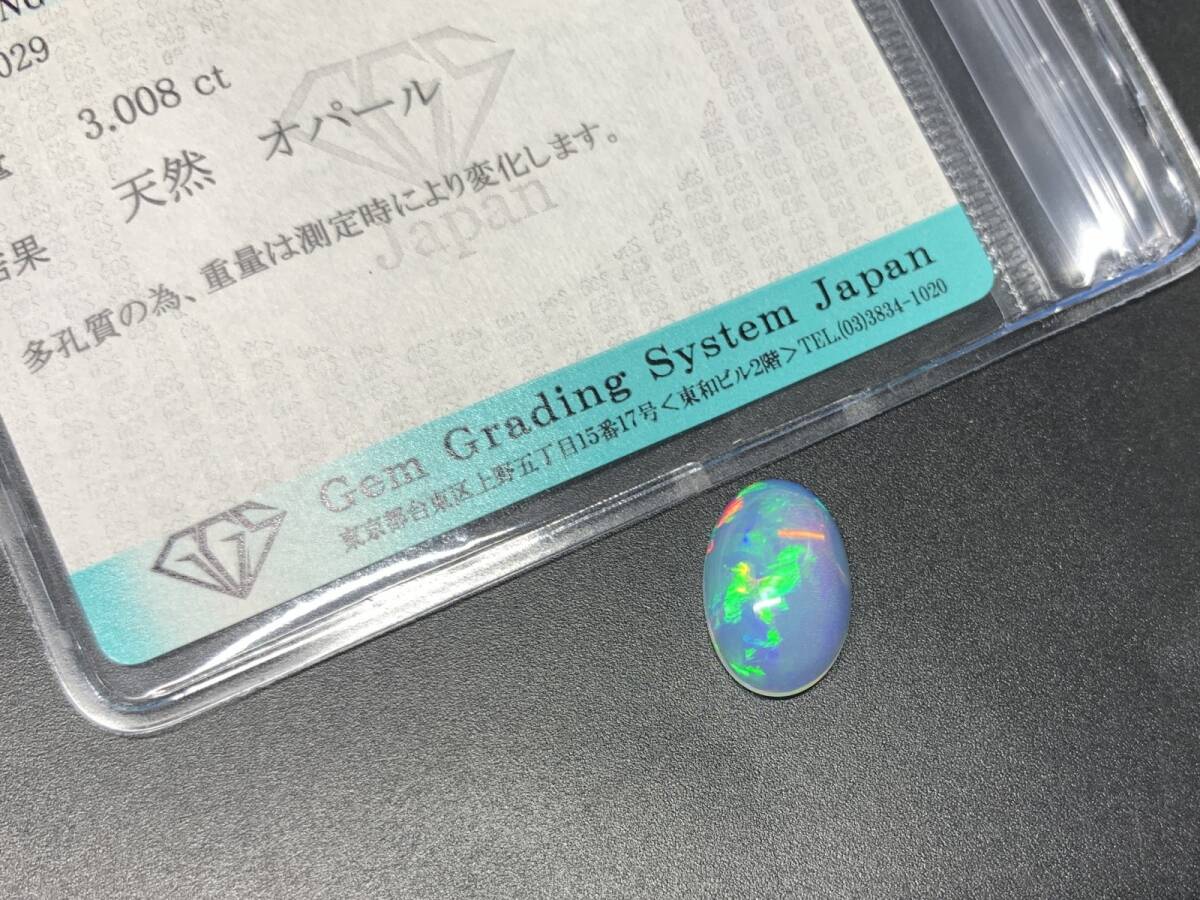 NG
029
3.008 ct
天然 オパール
結果
多孔質の為、重量は測定時により変化します。
GGS
Japan
Gem Grading System Japan
東京都台東区上野五丁目15番17号＜東和ビル2階＞TEL.(03)3834-1020